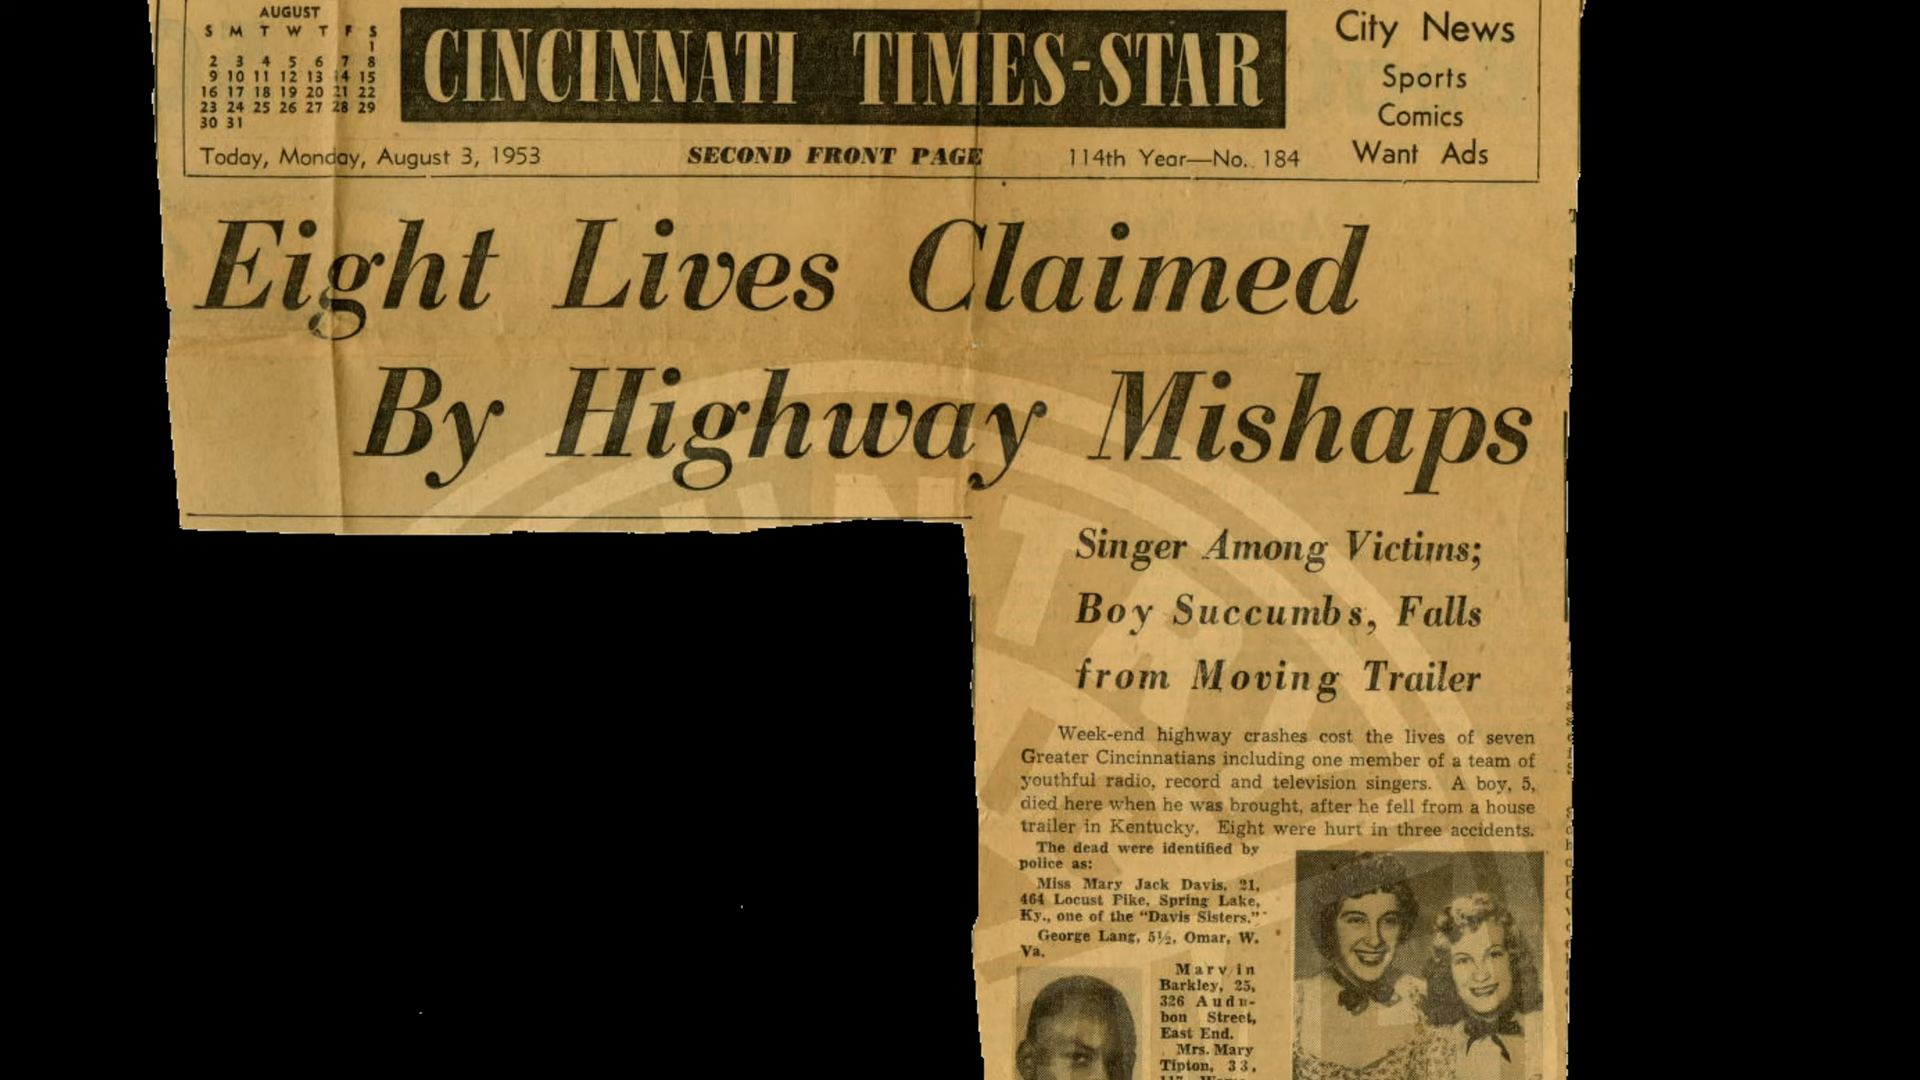 AUGUST
S M T W T F S
1
2 3 4 5 6 7 8
9 10 11 12 13 14 15
16 17 18 19 20 21 22
23 24 25 26 27 28 29
30 31
CINCINNATI TIMES-STAR
City News
Sports
Comics
Want Ads
Today, Monday, August 3, 1953
SECOND FRONT PAGE
114th Year—No. 184
Eight Lives Claimed
By Highway Mishaps
Singer Among Victims;
Boy Succumbs, Falls
from Moving Trailer
Week-end highway crashes cost the lives of seven
Greater Cincinnatians including one member of a team of
youthful radio, record and television singers. A boy, 5,
died here when he was brought, after he fell from a house
trailer in Kentucky. Eight were hurt in three accidents.
The dead were identified by
police as:
Miss Mary Jack Davis, 21,
464 Locust Pike, Spring Lake,
Ky., one of the “Davis Sisters.”
George Lang, 5½, Omar, W.
Va.
Marvin
Barkley, 25,
326 Audu-
bon Street,
East End.
Mrs. Mary
Tipton, 33,